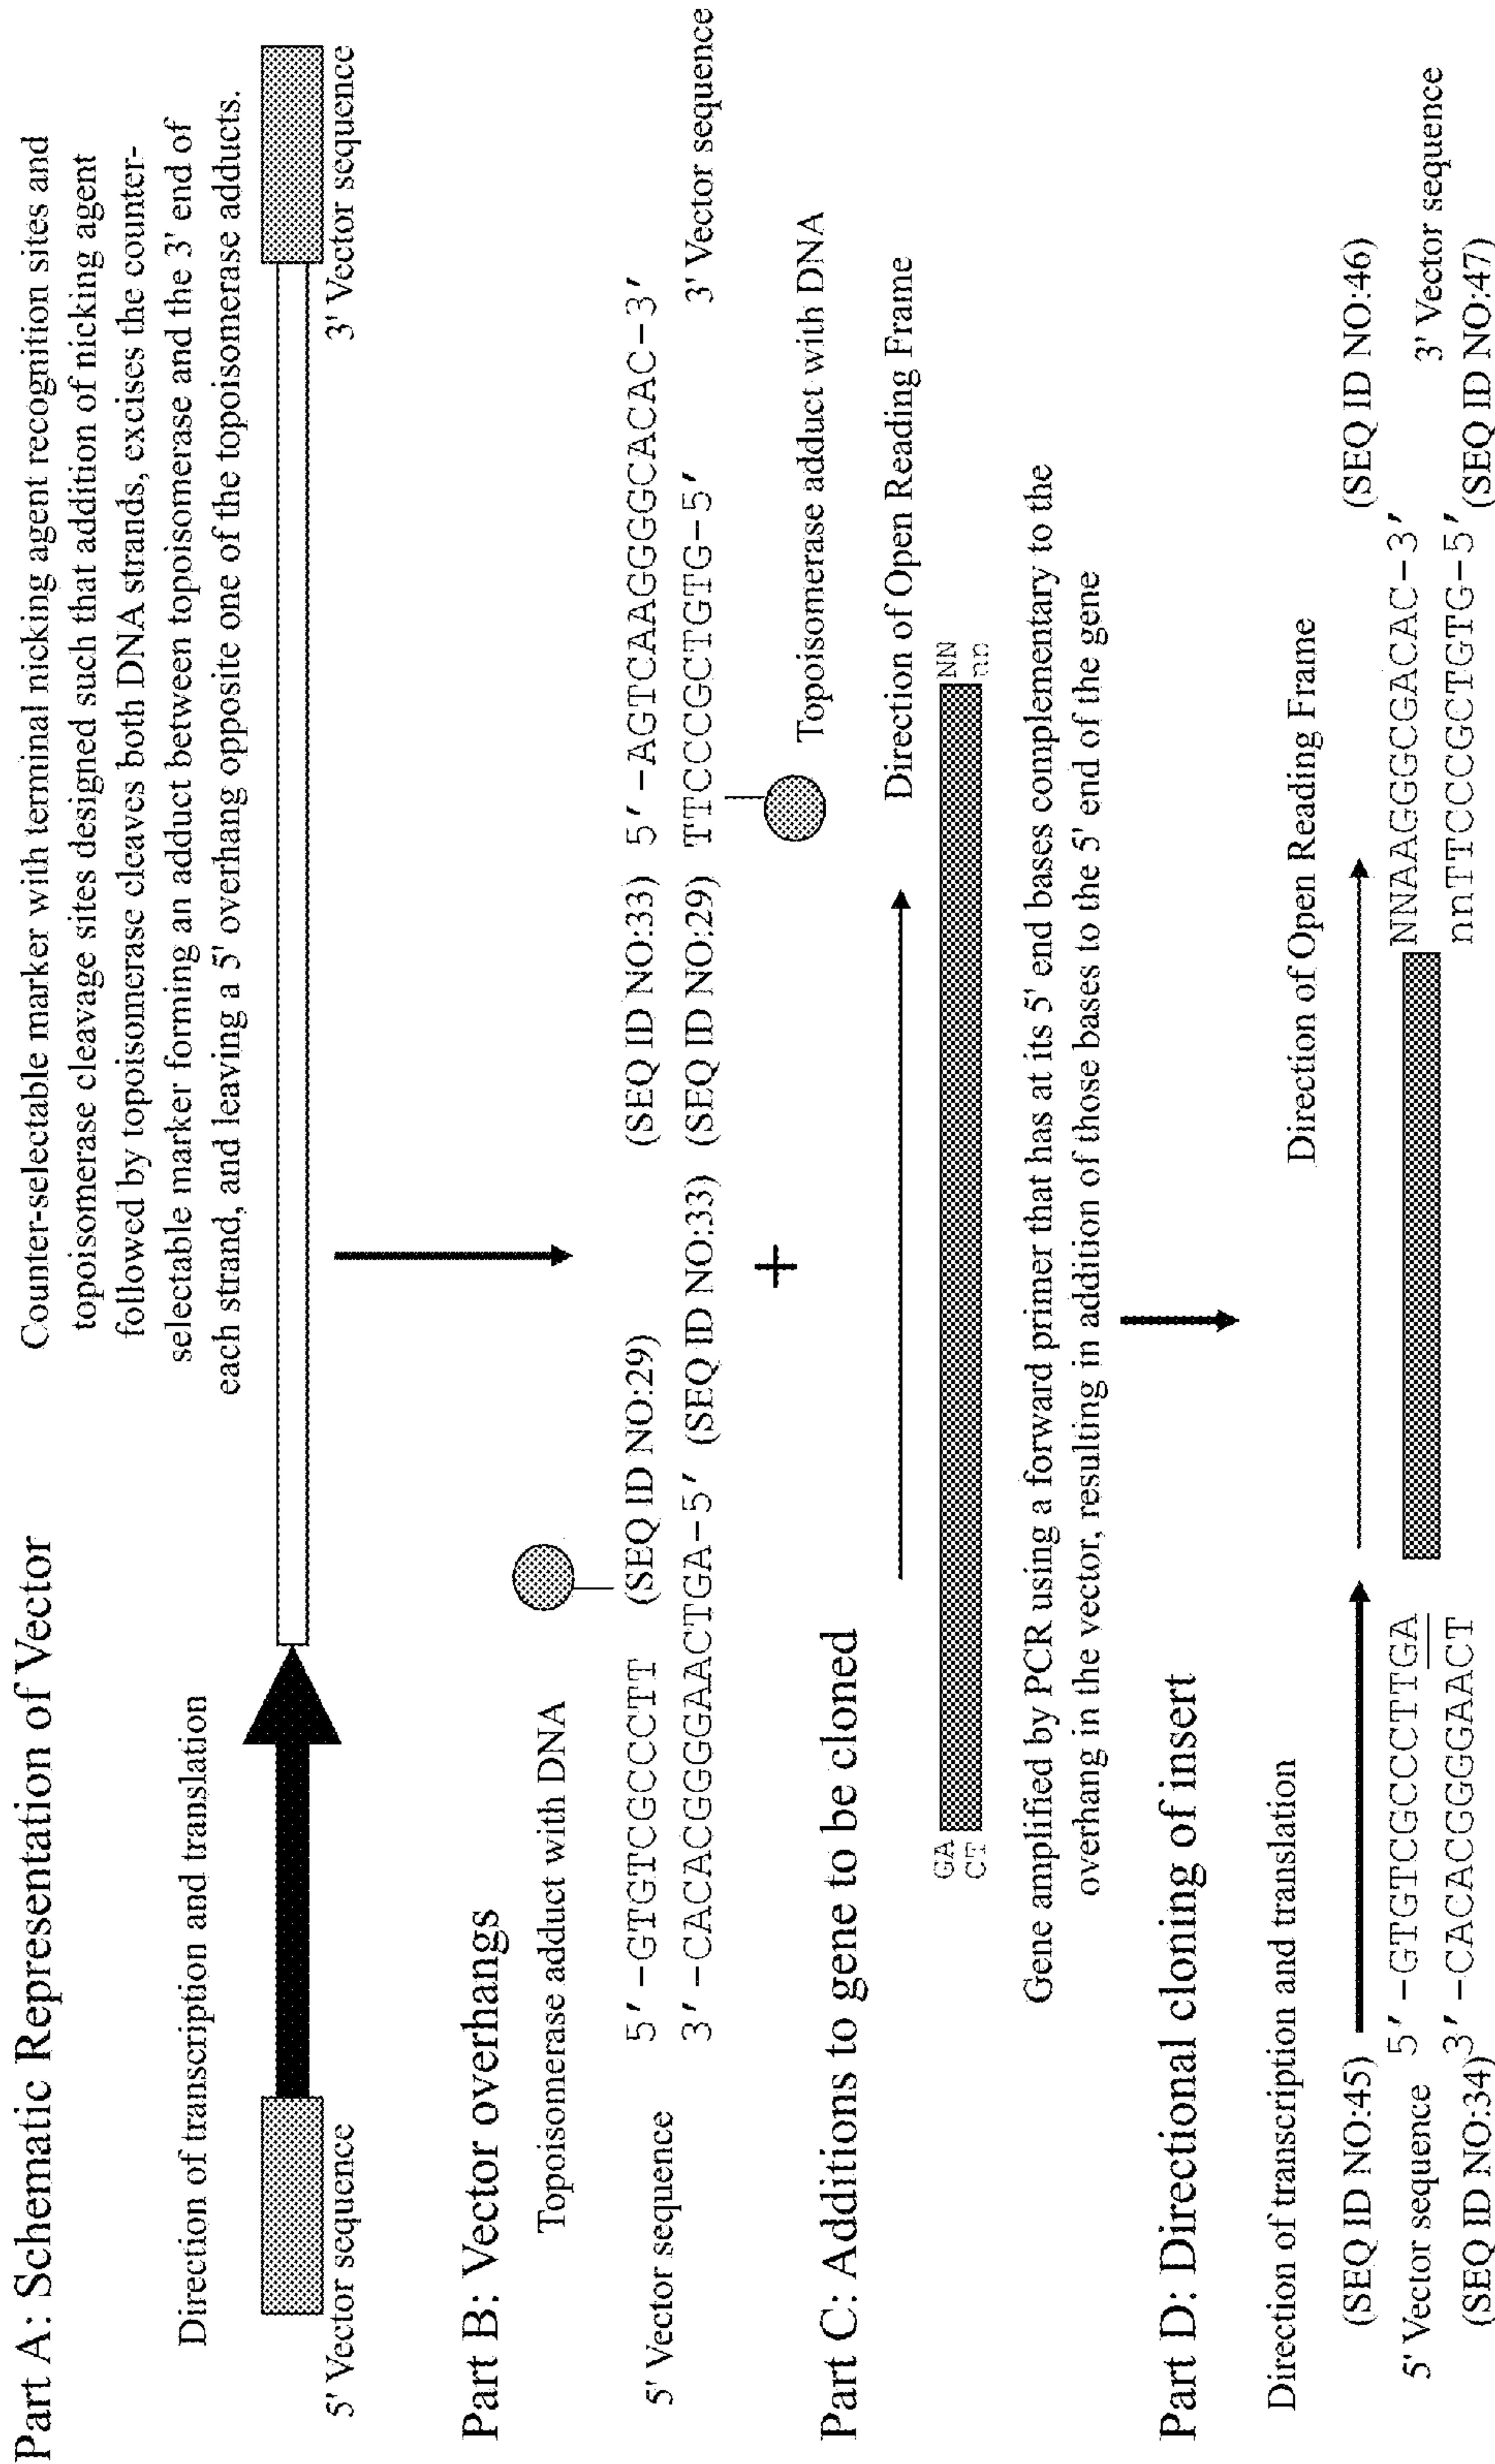 Part A: Schematic Representation of Vector
Counter-selectable marker with terminal nicking agent recognition sites and
topoisomerase cleavage sites designed such that addition of nicking agent
followed by topoisomerase cleaves both DNA strands, excises the counter-
selectable marker forming an adduct between topoisomerase and the 3' end of
each strand, and leaving a 5' overhang opposite one of the topoisomerase adducts.
Direction of transcription and translation
5' Vector sequence
3' Vector sequence
Part B: Vector overhangs
Topoisomerase adduct with DNA
5'-GTGTCGCCCTT (SEQ ID NO:29)
3'-CACACGGGGAACTGA-5' (SEQ ID NO:33)
5' Vector sequence
(SEQ ID NO:33) 5'-AGTCAAGGGGCACAC-3'
(SEQ ID NO:29) TTCCCGCTGTG-5'
3' Vector sequence
Topoisomerase adduct with DNA
+
Part C: Additions to gene to be cloned
Direction of Open Reading Frame
GA
CT
NN
nn
Gene amplified by PCR using a forward primer that has at its 5' end bases complementary to the
overhang in the vector, resulting in addition of those bases to the 5' end of the gene
Part D: Directional cloning of insert
Direction of transcription and translation
Direction of Open Reading Frame
(SEQ ID NO:45)
5' Vector sequence
(SEQ ID NO:34)
5'-GTGTCGCCCTTGA
3'-CACACGGGGAACT
NNAAGGGCGACAC-3'
nnTTCCCGCTGTG-5'
(SEQ ID NO:46)
3' Vector sequence
(SEQ ID NO:47)